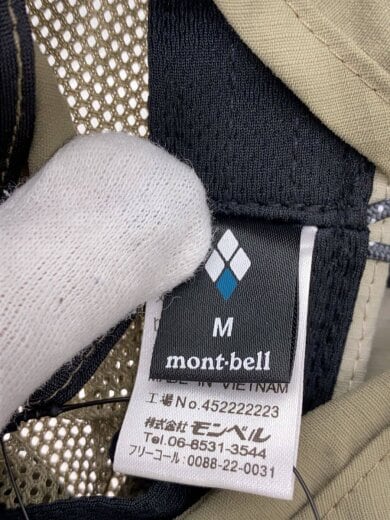 M
mont-bell
MADE IN VIETNAM
工場No.452222223
株式会社モンベル
Tel.06-6531-3544
フリーコール:0088-22-0031